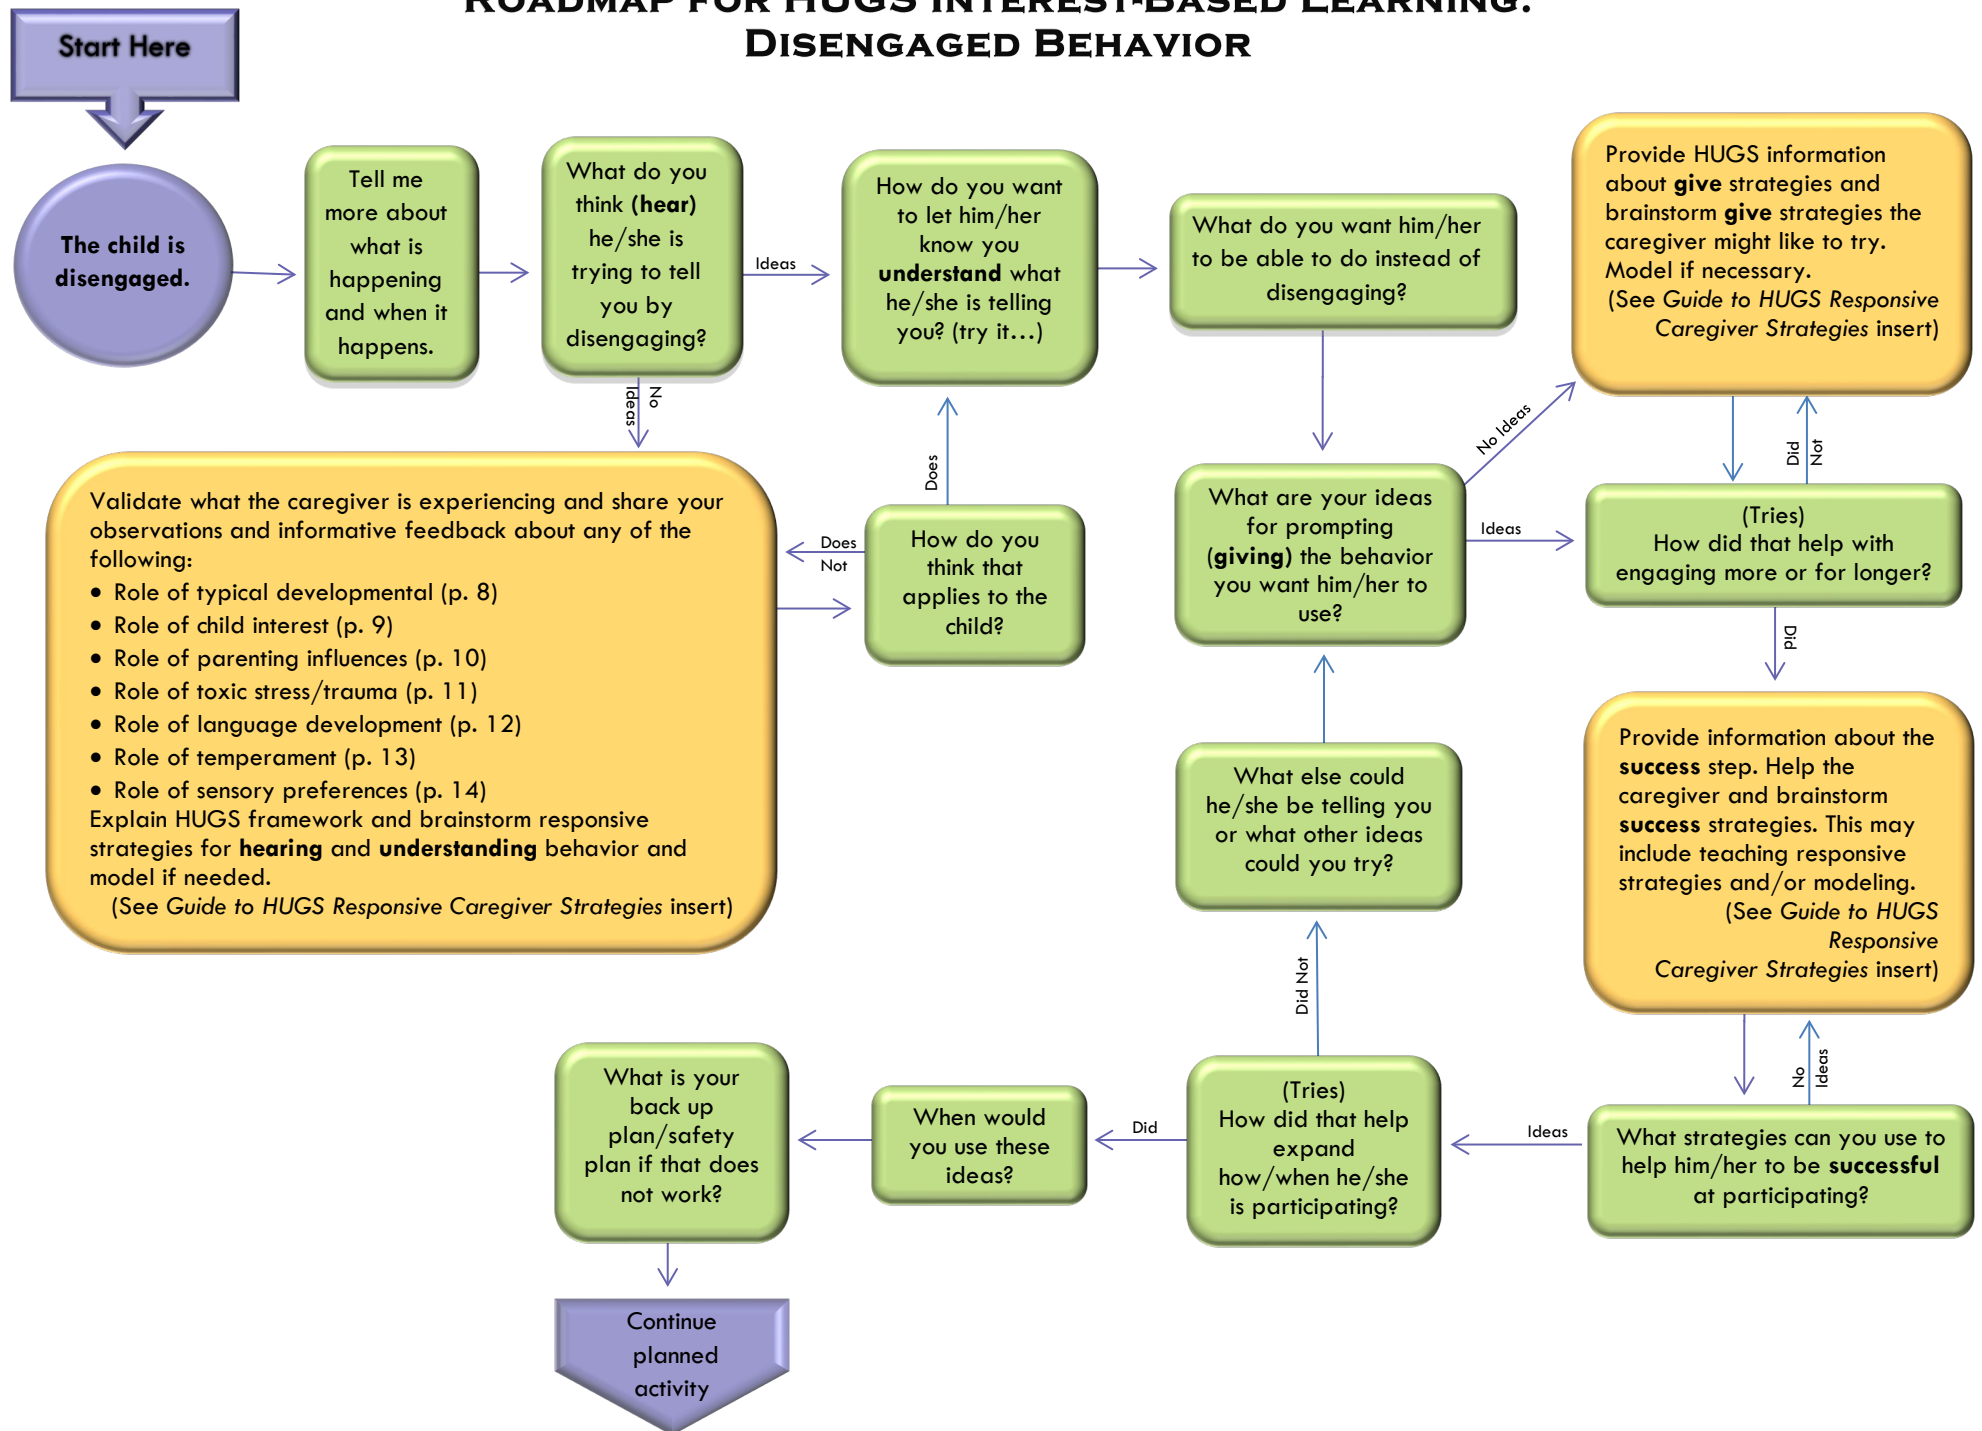 ROADMAP FOR HUGS INTEREST-BASED LEARNING:
DISENGAGED BEHAVIOR
Start Here
The child is
disengaged.
Tell me
more about
what is
happening
and when it
happens.
What do you
think (hear)
he/she is
trying to tell
you by
disengaging?
Ideas
No
Ideas
How do you want
to let him/her
know you
understand what
he/she is telling
you? (try it...)
What do you want him/her
to be able to do instead of
disengaging?
Provide HUGS information
about give strategies and
brainstorm give strategies the
caregiver might like to try.
Model if necessary.
(See Guide to HUGS Responsive
Caregiver Strategies insert)
Validate what the caregiver is experiencing and share your
observations and informative feedback about any of the
following:
• Role of typical developmental (p. 8)
• Role of child interest (p. 9)
• Role of parenting influences (p. 10)
• Role of toxic stress/trauma (p. 11)
• Role of language development (p. 12)
• Role of temperament (p. 13)
• Role of sensory preferences (p. 14)
Explain HUGS framework and brainstorm responsive
strategies for hearing and understanding behavior and
model if needed.
(See Guide to HUGS Responsive Caregiver Strategies insert)
Does
Does
Not
How do you
think that
applies to the
child?
What are your ideas
for prompting
(giving) the behavior
you want him/her to
use?
No Ideas
Ideas
Did
Not
(Tries)
How did that help with
engaging more or for longer?
Did
Provide information about the
success step. Help the
caregiver and brainstorm
success strategies. This may
include teaching responsive
strategies and/or modeling.
(See Guide to HUGS
Responsive
Caregiver Strategies insert)
What else could
he/she be telling you
or what other ideas
could you try?
Did Not
No
Ideas
What strategies can you use to
help him/her to be successful
at participating?
Ideas
(Tries)
How did that help
expand
how/when he/she
is participating?
Did
When would
you use these
ideas?
What is your
back up
plan/safety
plan if that does
not work?
Continue
planned
activity